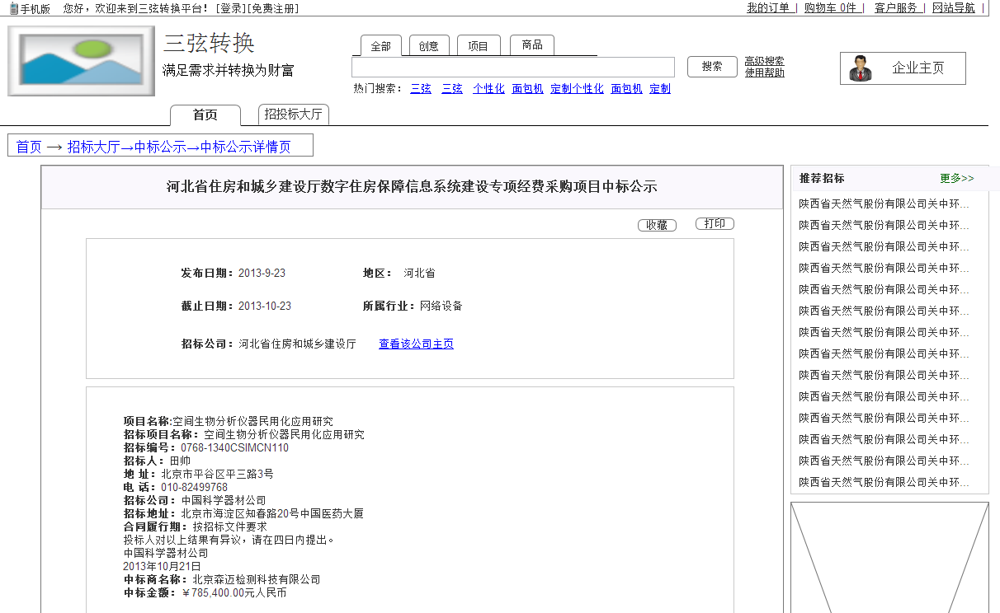 手机版 您好，欢迎来到三弦转换平台！[登录][免费注册]
我的订单 | 购物车 0件 | 客户服务 | 网站导航 |
三弦转换
满足需求并转换为财富
全部 创意 项目 商品
搜索
高级搜索
使用帮助
企业主页
热门搜索： 三弦 三弦 个性化 面包机 定制个性化 面包机 定制
首页 招投标大厅
首页 → 招标大厅→中标公示→中标公示详情页
河北省住房和城乡建设厅数字住房保障信息系统建设专项经费采购项目中标公示
收藏 打印
发布日期：2013-9-23 地区： 河北省
截止日期：2013-10-23 所属行业：网络设备
招标公司：河北省住房和城乡建设厅 查看该公司主页
项目名称:空间生物分析仪器民用化应用研究
招标项目名称：空间生物分析仪器民用化应用研究
招标编号：0768-1340CSIMCN110
招标人：田帅
地 址：北京市平谷区平三路3号
电 话：010-82499768
招标公司：中国科学器材公司
招标地址：北京市海淀区知春路20号中国医药大厦
合同履行期：按招标文件要求
投标人对以上结果有异议，请在四日内提出。
中国科学器材公司
2013年10月21日
中标商名称：北京森迈检测科技有限公司
中标金额：￥785,400.00元人民币
推荐招标 更多>>
陕西省天然气股份有限公司关中环...
陕西省天然气股份有限公司关中环...
陕西省天然气股份有限公司关中环...
陕西省天然气股份有限公司关中环...
陕西省天然气股份有限公司关中环...
陕西省天然气股份有限公司关中环...
陕西省天然气股份有限公司关中环...
陕西省天然气股份有限公司关中环...
陕西省天然气股份有限公司关中环...
陕西省天然气股份有限公司关中环...
陕西省天然气股份有限公司关中环...
陕西省天然气股份有限公司关中环...
陕西省天然气股份有限公司关中环...
陕西省天然气股份有限公司关中环...